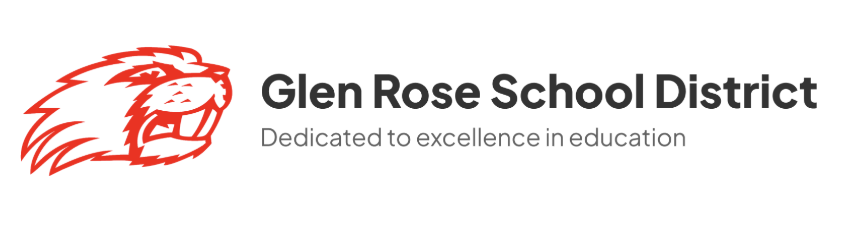 Glen Rose School District
Dedicated to excellence in education